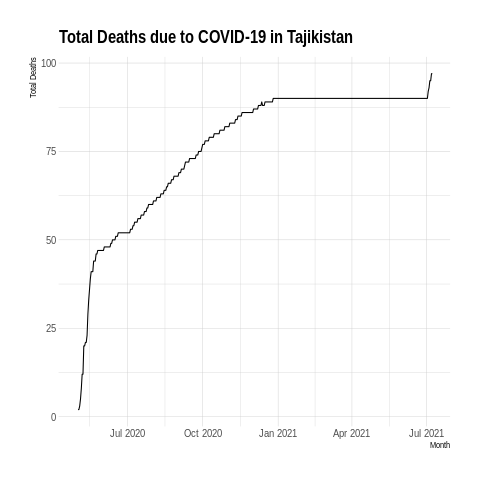 Total Deaths due to COVID-19 in Tajikistan
Total Deaths
100
75
50
25
0
Jul 2020 Oct 2020 Jan 2021 Apr 2021 Jul 2021
Month